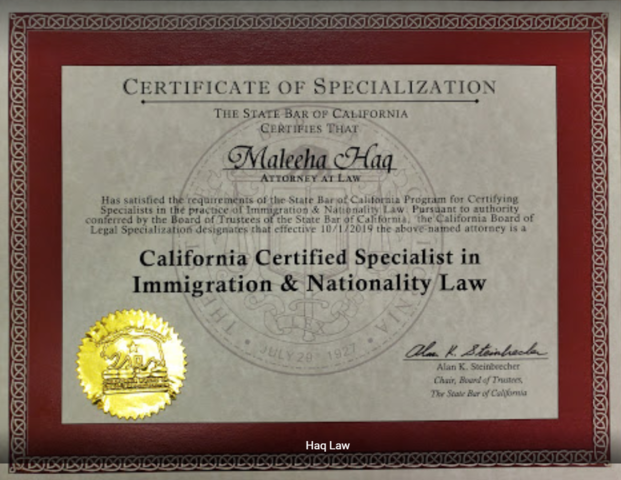 CERTIFICATE OF SPECIALIZATION
THE STATE BAR OF CALIFORNIA
CERTIFIES THAT
Maleeha Haq
ATTORNEY AT LAW
Has satisfied the requirements of the State Bar of California Program for Certifying
Specialists in the practice of Immigration & Nationality Law. Pursuant to authority
conferred by the Board of Trustees of the State Bar of California, the California Board of
Legal Specialization designates that effective 10/1/2019 the above-named attorney is a
California Certified Specialist in
Immigration & Nationality Law
JULY 29 1927
Alan K. Steinbrecher
Alan K. Steinbrecher
Chair, Board of Trustees,
The State Bar of California
Haq Law